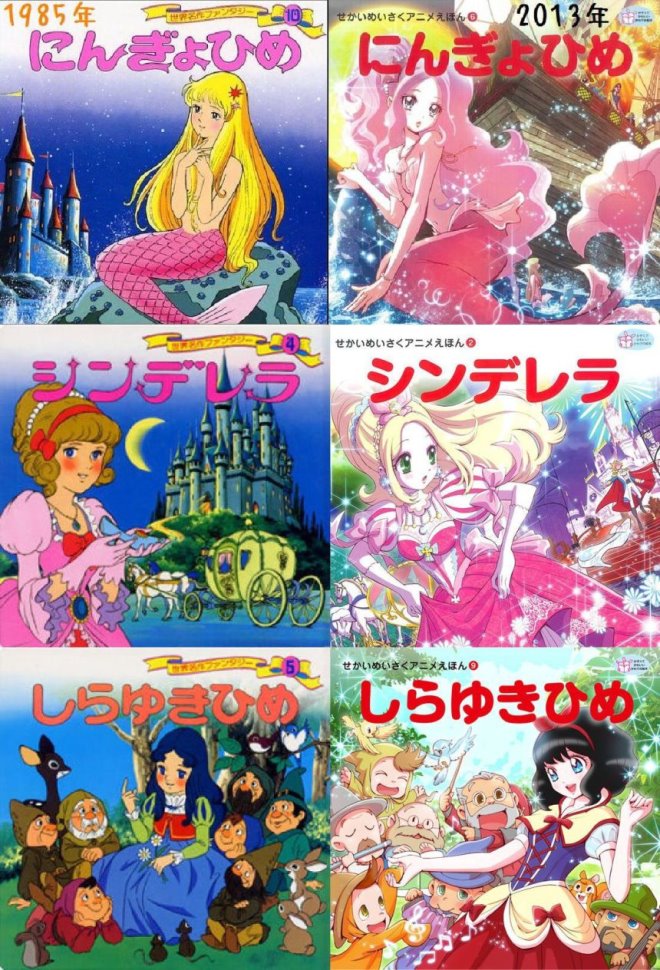 1985年
世界名作ファンタジー 10
にんぎょひめ
せかいめいさくアニメえほん 6
2013年
にんぎょひめ
世界名作ファンタジー 4
シンデレラ
せかいめいさくアニメえほん 2
シンデレラ
世界名作ファンタジー 5
しらゆきひめ
せかいめいさくアニメえほん 9
しらゆきひめ